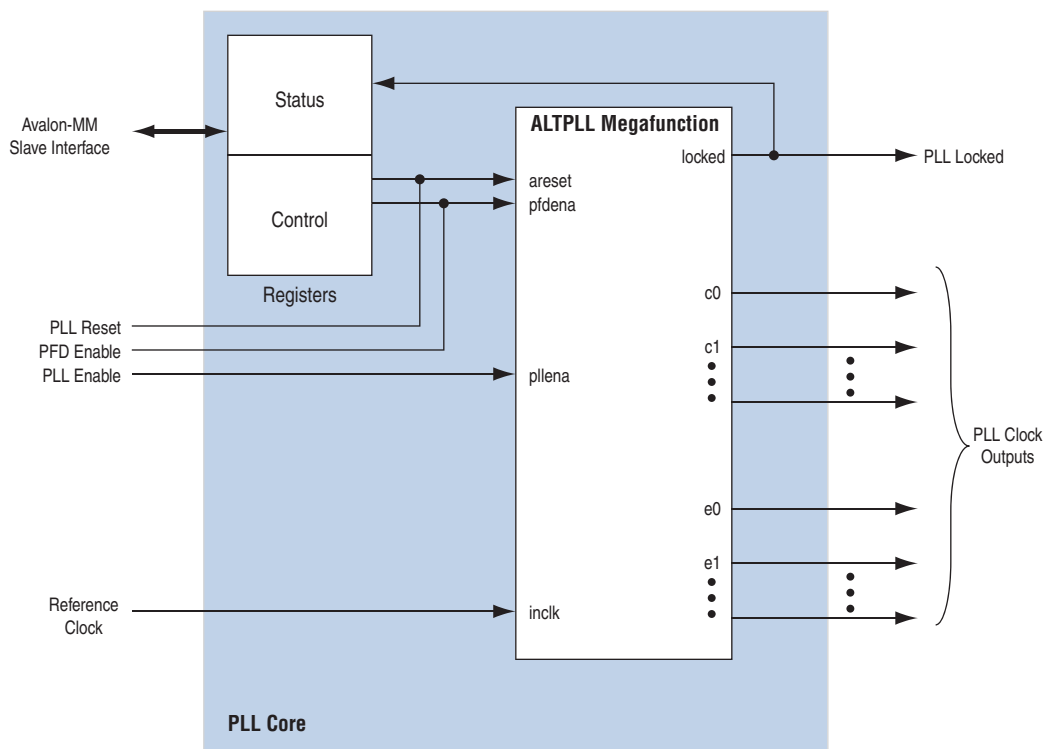 Status
Avalon-MM
Slave Interface
Control
Registers
PLL Reset
PFD Enable
PLL Enable
Reference
Clock
ALTPLL Megafunction
locked
areset
pfdena
pllena
inclk
c0
c1
e0
e1
PLL Locked
PLL Clock
Outputs
PLL Core